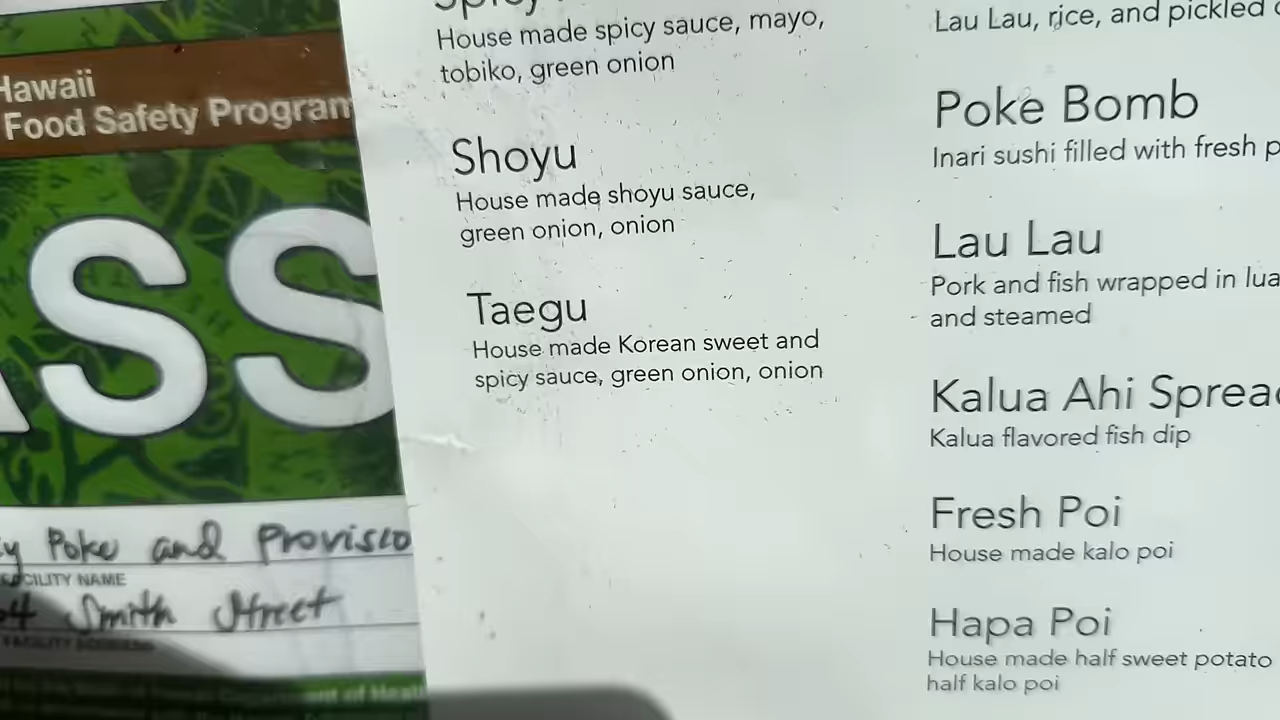 Hawaii
Food Safety Program
ASS
Poke and Provisio
FACILITY NAME
Smith Street
FACILITY ADDRESS
Spicy
House made spicy sauce, mayo,
tobiko, green onion
Shoyu
House made shoyu sauce,
green onion, onion
Taegu
House made Korean sweet and
spicy sauce, green onion, onion
Lau Lau, rice, and pickled
Poke Bomb
Inari sushi filled with fresh p
Lau Lau
Pork and fish wrapped in lua
and steamed
Kalua Ahi Sprea
Kalua flavored fish dip
Fresh Poi
House made kalo poi
Hapa Poi
House made half sweet potato
half kalo poi